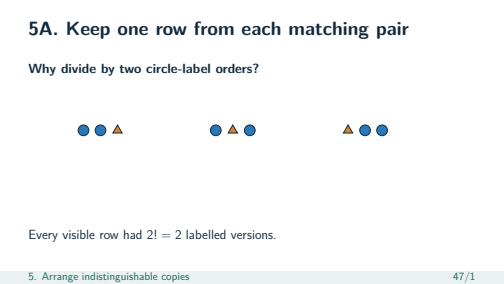 5A. Keep one row from each matching pair
Why divide by two circle-label orders?
Every visible row had 2! = 2 labelled versions.
5. Arrange indistinguishable copies
47/1